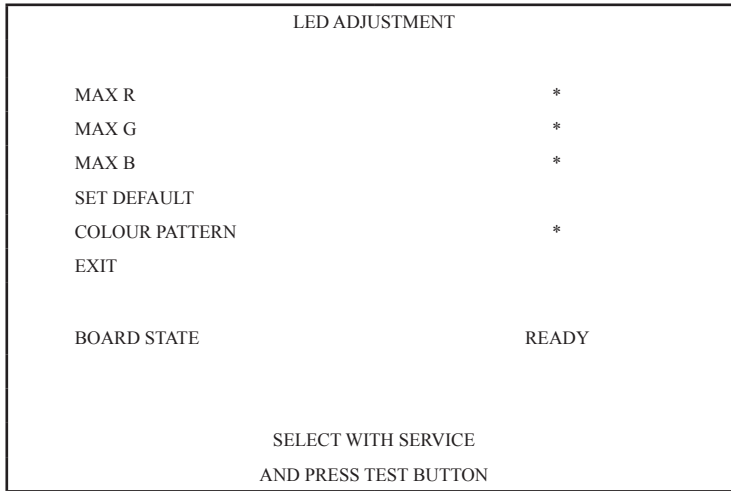 LED ADJUSTMENT
MAX R *
MAX G *
MAX B *
SET DEFAULT
COLOUR PATTERN *
EXIT
BOARD STATE READY
SELECT WITH SERVICE
AND PRESS TEST BUTTON